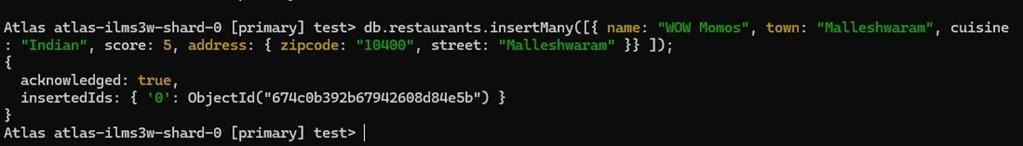 Atlas atlas-ilms3w-shard-0 [primary] test> db.restaurants.insertMany([{ name: "WOW Momos", town: "Malleshwaram", cuisine
: "Indian", score: 5, address: { zipcode: "10400", street: "Malleshwaram" }} ]);
{
  acknowledged: true,
  insertedIds: { '0': ObjectId("674c0b392b67942608d84e5b") }
}
Atlas atlas-ilms3w-shard-0 [primary] test>